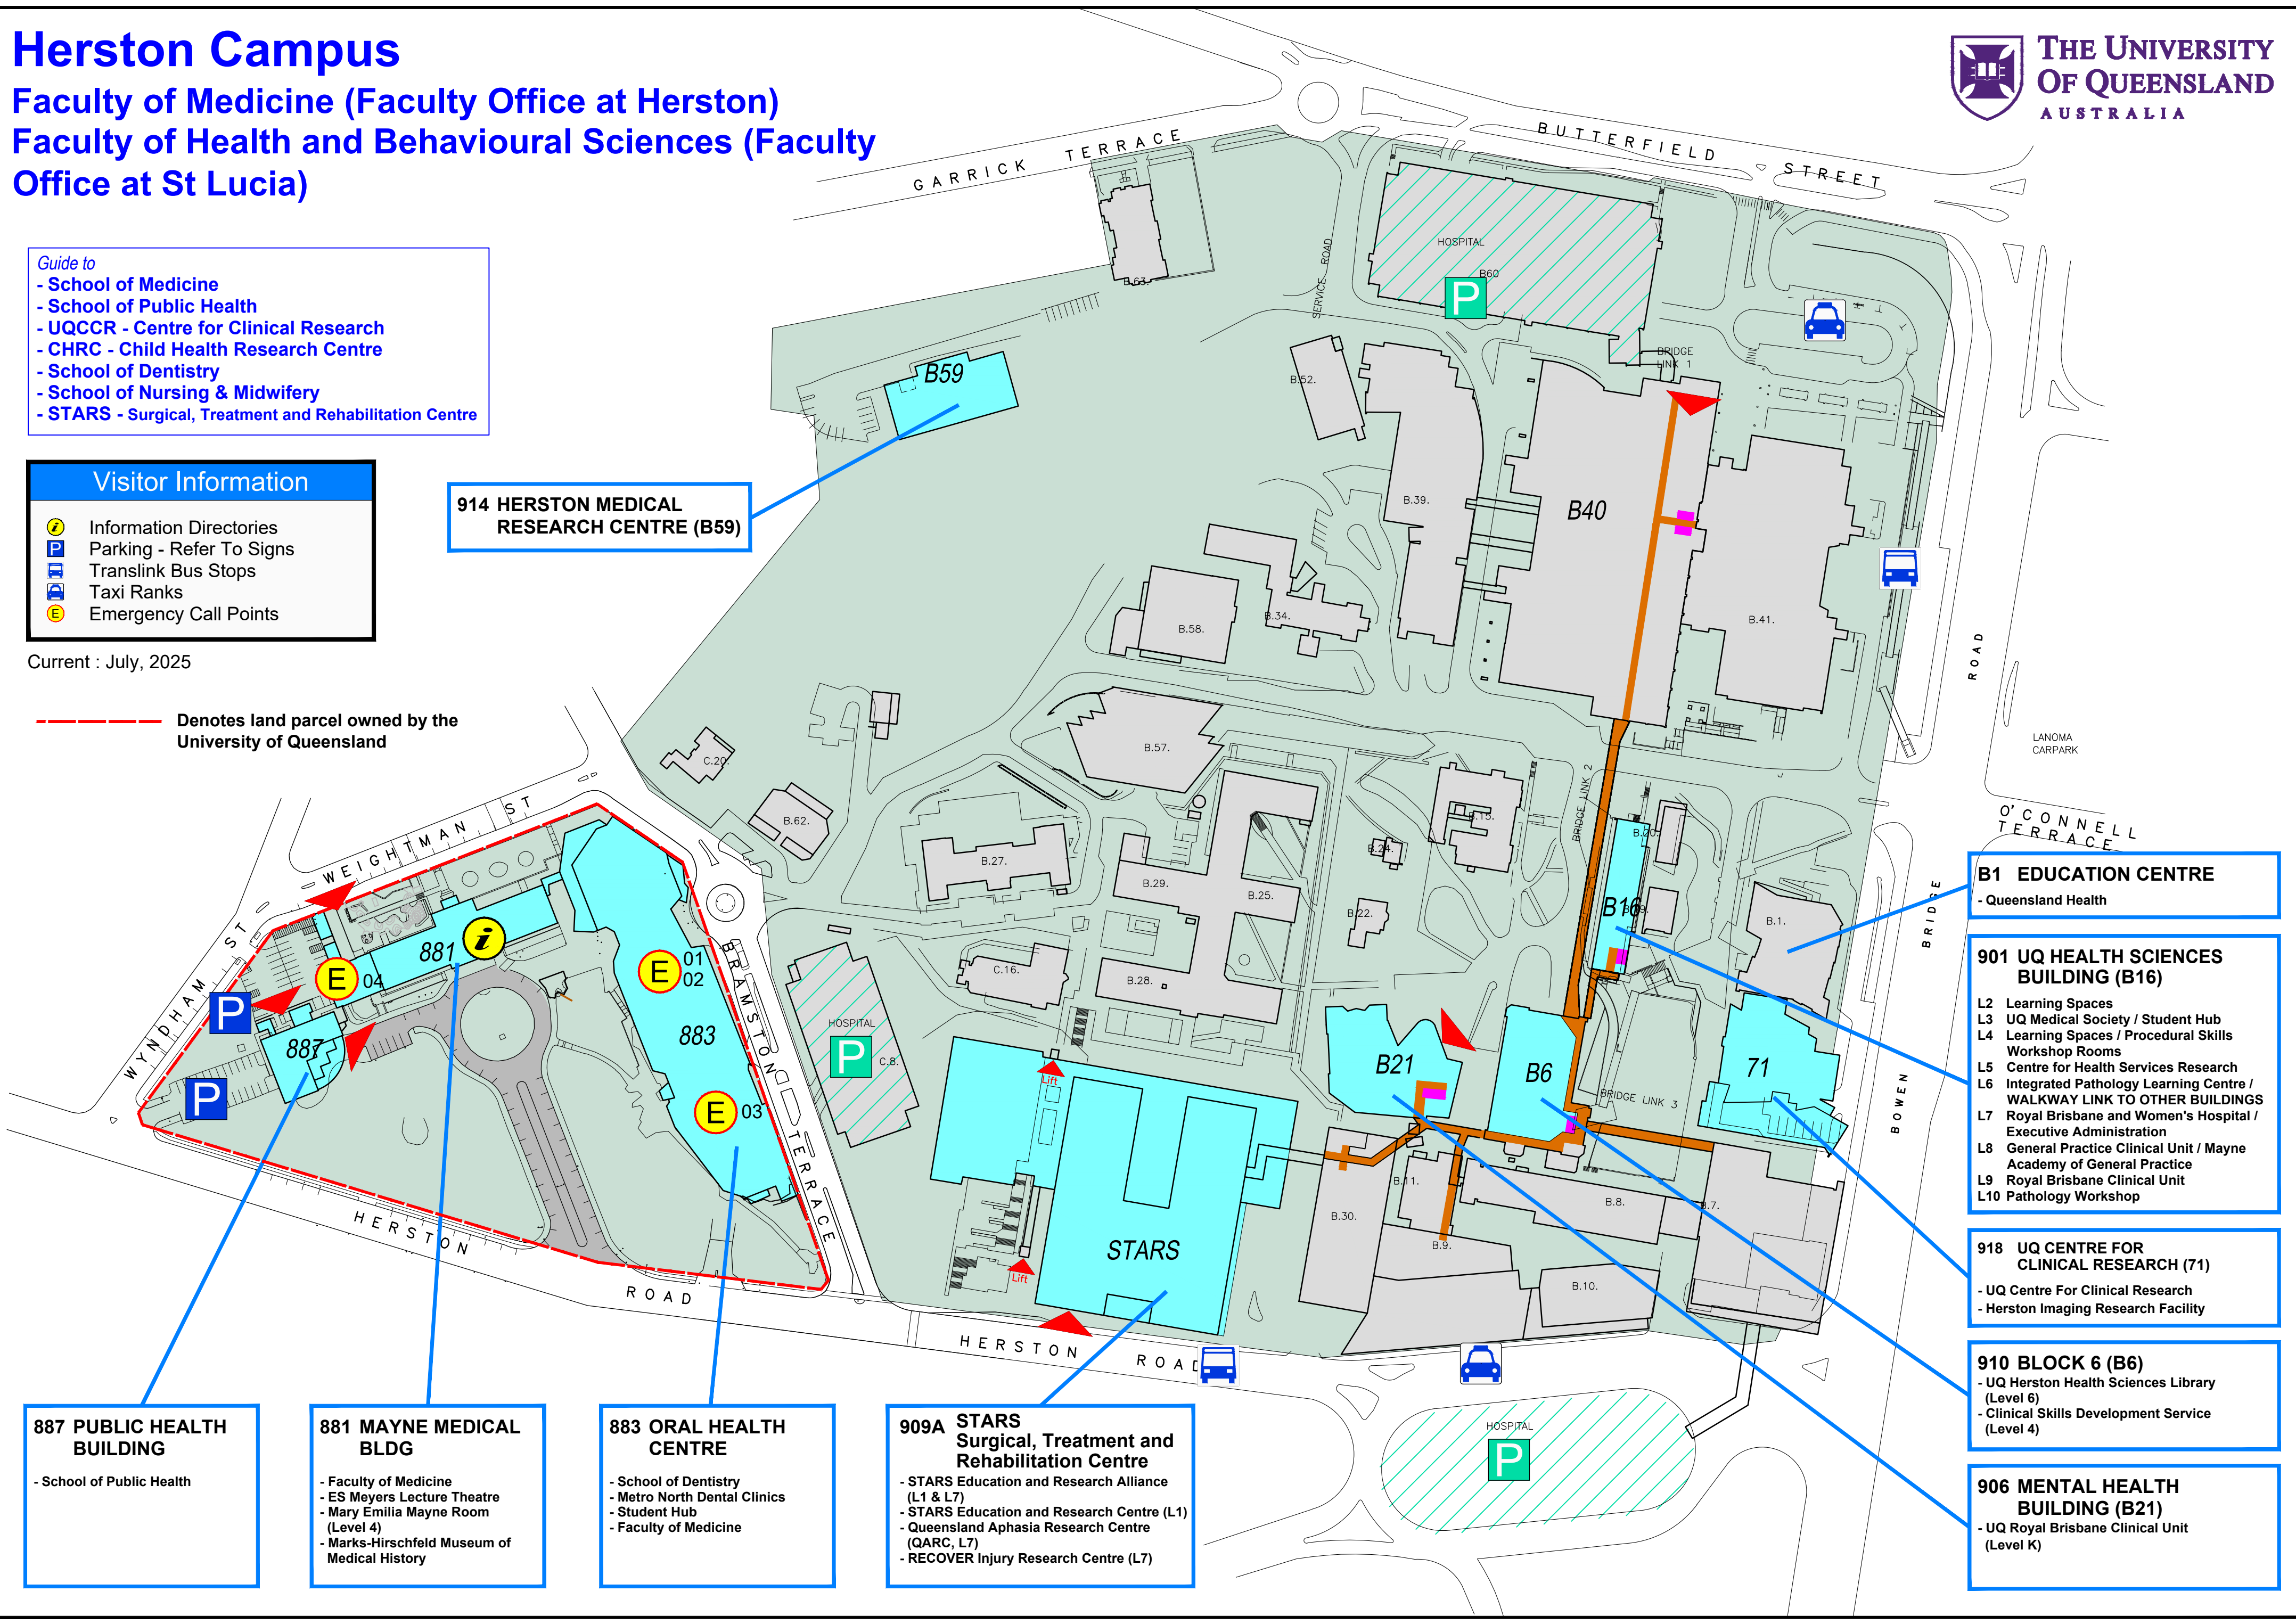 Herston Campus
Faculty of Medicine (Faculty Office at Herston)
Faculty of Health and Behavioural Sciences (Faculty
Office at St Lucia)
THE UNIVERSITY
OF QUEENSLAND
AUSTRALIA
Guide to
- School of Medicine
- School of Public Health
- UQCCR - Centre for Clinical Research
- CHRC - Child Health Research Centre
- School of Dentistry
- School of Nursing & Midwifery
- STARS - Surgical, Treatment and Rehabilitation Centre
Visitor Information
i Information Directories
P Parking - Refer To Signs
Translink Bus Stops
Taxi Ranks
E Emergency Call Points
Current : July, 2025
Denotes land parcel owned by the
University of Queensland
GARRICK TERRACE
BUTTERFIELD STREET
SERVICE ROAD
HOSPITAL
B60
P
B.63.
B59
914 HERSTON MEDICAL
RESEARCH CENTRE (B59)
B.52.
BRIDGE
LINK 1
B.39.
B40
B.41.
B.58.
B.34.
ROAD
LANOMA
CARPARK
C.20.
B.57.
B.62.
B.15.
BRIDGE LINK 2
B.20.
O'CONNELL
TERRACE
B.24.
B.27.
B.29.
B.25.
B.22.
B16
B.19.
B.1.
BRIDGE
WEIGHTMAN ST
WYNDHAM ST
881
i
E 04
E 01
02
883
E 03
887
P
P
BRAMSTON TERRACE
C.16.
B.28.
HOSPITAL
P
C.8.
Lift
B21
B6
71
BRIDGE LINK 3
BOWEN
B.11.
B.30.
B.8.
B.7.
B.9.
B.10.
STARS
Lift
HERSTON
ROAD
HERSTON ROAD
HOSPITAL
P
B1 EDUCATION CENTRE
- Queensland Health
901 UQ HEALTH SCIENCES
BUILDING (B16)
L2 Learning Spaces
L3 UQ Medical Society / Student Hub
L4 Learning Spaces / Procedural Skills
Workshop Rooms
L5 Centre for Health Services Research
L6 Integrated Pathology Learning Centre /
WALKWAY LINK TO OTHER BUILDINGS
L7 Royal Brisbane and Women's Hospital /
Executive Administration
L8 General Practice Clinical Unit / Mayne
Academy of General Practice
L9 Royal Brisbane Clinical Unit
L10 Pathology Workshop
918 UQ CENTRE FOR
CLINICAL RESEARCH (71)
- UQ Centre For Clinical Research
- Herston Imaging Research Facility
910 BLOCK 6 (B6)
- UQ Herston Health Sciences Library
(Level 6)
- Clinical Skills Development Service
(Level 4)
906 MENTAL HEALTH
BUILDING (B21)
- UQ Royal Brisbane Clinical Unit
(Level K)
887 PUBLIC HEALTH
BUILDING
- School of Public Health
881 MAYNE MEDICAL
BLDG
- Faculty of Medicine
- ES Meyers Lecture Theatre
- Mary Emilia Mayne Room
(Level 4)
- Marks-Hirschfeld Museum of
Medical History
883 ORAL HEALTH
CENTRE
- School of Dentistry
- Metro North Dental Clinics
- Student Hub
- Faculty of Medicine
909A STARS
Surgical, Treatment and
Rehabilitation Centre
- STARS Education and Research Alliance
(L1 & L7)
- STARS Education and Research Centre (L1)
- Queensland Aphasia Research Centre
(QARC, L7)
- RECOVER Injury Research Centre (L7)